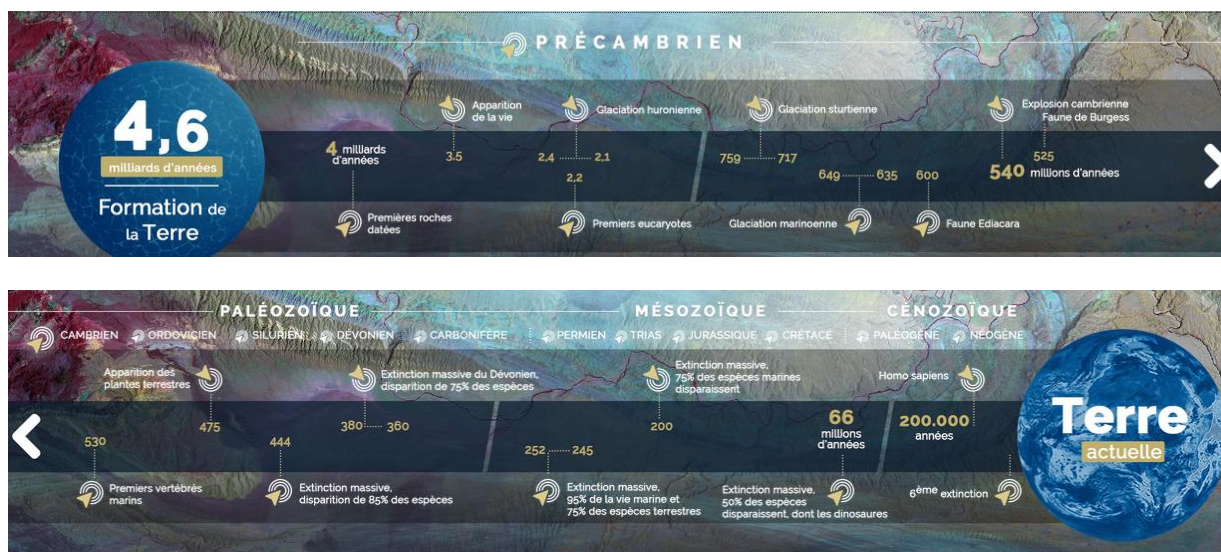 PRÉCAMBRIEN
4,6
milliards d'années
Formation de
la Terre
4 milliards
d'années
Premières roches
datées
Apparition
de la vie
3.5
Glaciation huronienne
2.4 2,1
2,2
Premiers eucaryotes
Glaciation sturtienne
759 717
649 635
Glaciation marinoenne
600
Faune Ediacara
Explosion cambrienne
Faune de Burgess
525
540 millions d'années
PALÉOZOÏQUE
MÉSOZOÏQUE
CÉNOZOÏQUE
CAMBRIEN ORDOVICIEN SILURIEN DÉVONIEN CARBONIFÈRE PERMIEN TRIAS JURASSIQUE CRÉTACÉ PALÉOGÈNE NÉOGÈNE
Apparition des
plantes terrestres
475
Extinction massive du Dévonien,
disparition de 75% des espèces
380 360
Extinction massive,
75% des espèces marines
disparaissent
200
Homo sapiens
200.000
années
530
Premiers vertébrés
marins
444
Extinction massive,
disparition de 85% des espèces
252 245
Extinction massive,
95% de la vie marine et
75% des espèces terrestres
66
millions
d'années
Extinction massive,
50% des espèces
disparaissent, dont les dinosaures
6ème extinction
Terre
actuelle